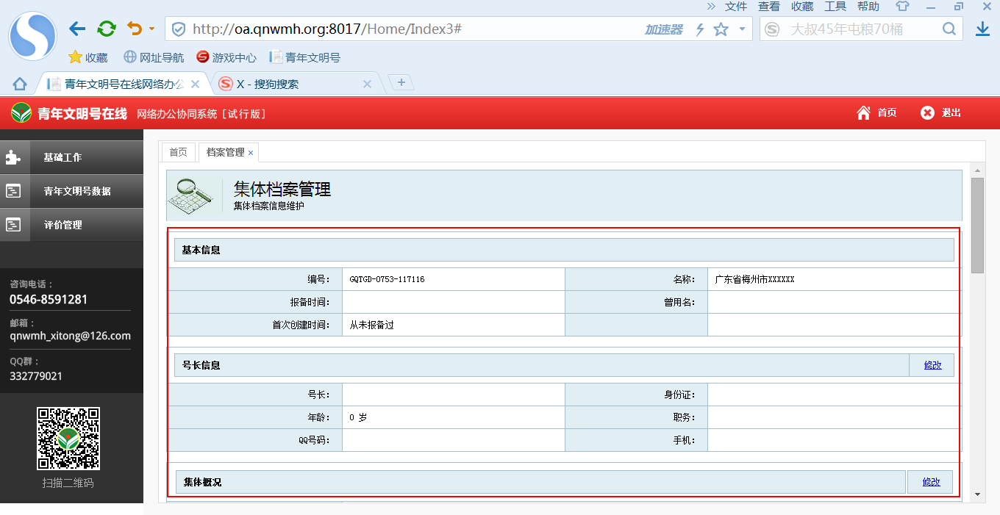 文件 查看 收藏 工具 帮助
http://oa.qnwmh.org:8017/Home/Index3#
加速器
大叔45年屯粮70桶
收藏 网址导航 游戏中心 青年文明号
青年文明号在线网络办公
X - 搜狗搜索
青年文明号在线 网络办公协同系统 [试行版]
首页 退出
基础工作
青年文明号数据
评价管理
咨询电话：
0546-8591281
邮箱：
qnwmh_xitong@126.com
QQ群：
332779021
扫描二维码
首页 档案管理 ×
集体档案管理
集体档案信息维护
基本信息
编号: GQTGD-0753-117116 名称: 广东省梅州市XXXXXX
报备时间: 曾用名:
首次创建时间: 从未报备过
号长信息 修改
号长: 身份证:
年龄: 0 岁 职务:
QQ号码: 手机:
集体概况 修改